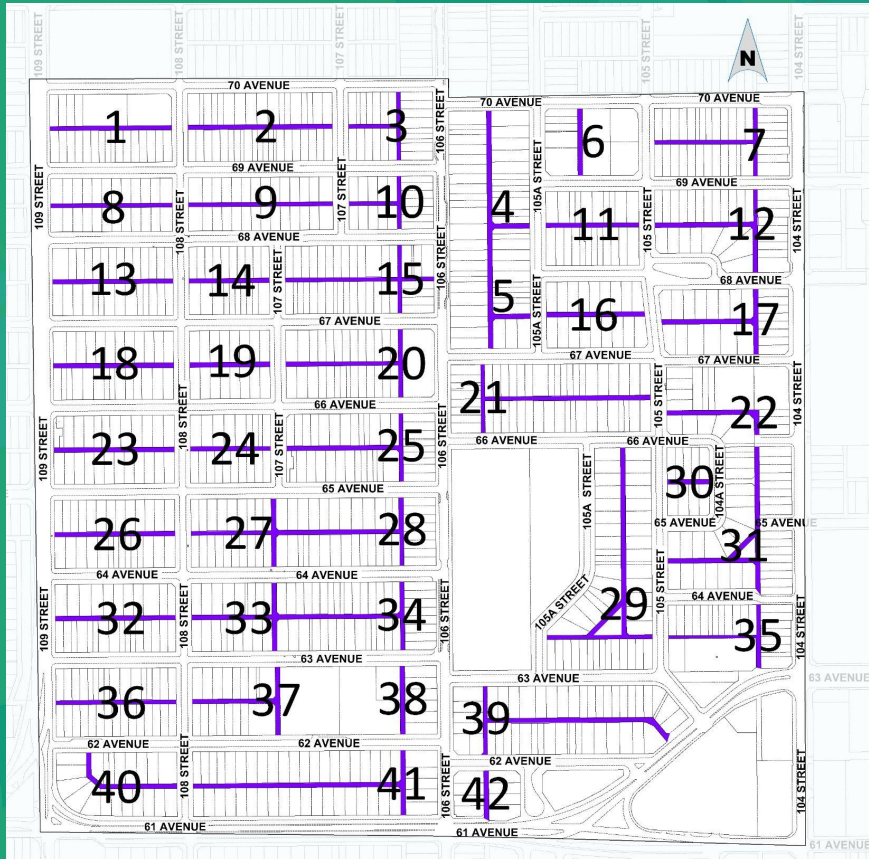 109 STREET
108 STREET
107 STREET
105 STREET
104 STREET
N
70 AVENUE
70 AVENUE
70 AVENUE
1
2
3
106 STREET
4
105A STREET
6
7
69 AVENUE
69 AVENUE
109 STREET
8
108 STREET
9
107 STREET
10
11
105 STREET
12
104 STREET
68 AVENUE
68 AVENUE
13
14
107 STREET
15
106 STREET
5
105A STREET
16
17
67 AVENUE
67 AVENUE
67 AVENUE
18
19
20
21
105 STREET
22
104 STREET
66 AVENUE
66 AVENUE
66 AVENUE
109 STREET
23
108 STREET
24
107 STREET
25
106 STREET
105A STREET
30
104A STREET
65 AVENUE
65 AVENUE
65 AVENUE
26
27
28
31
64 AVENUE
64 AVENUE
64 AVENUE
109 STREET
32
108 STREET
33
34
106 STREET
105A STREET
29
105 STREET
35
104 STREET
63 AVENUE
63 AVENUE
63 AVENUE
36
37
38
39
62 AVENUE
62 AVENUE
62 AVENUE
40
108 STREET
41
106 STREET
42
104 STREET
61 AVENUE
61 AVENUE
61 AVENUE